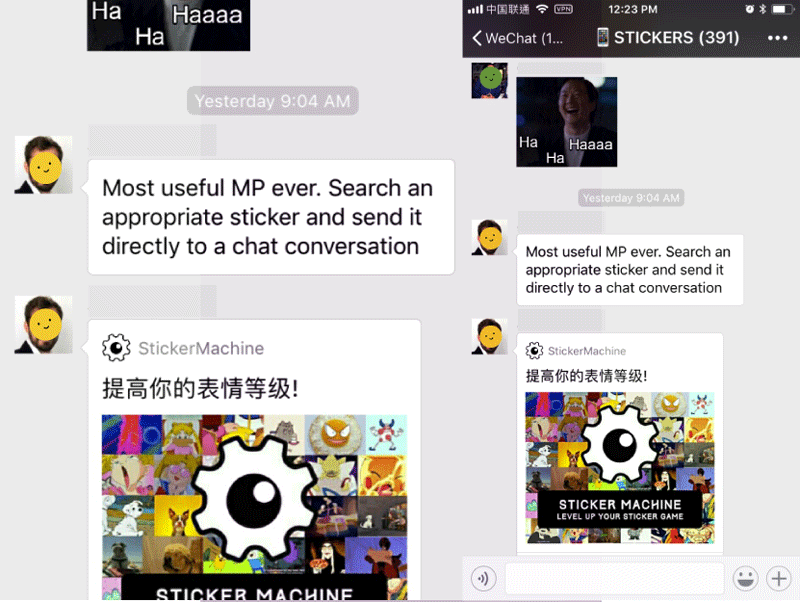 Ha
Haaaa
Ha
Yesterday 9:04 AM
Most useful MP ever. Search an
appropriate sticker and send it
directly to a chat conversation
StickerMachine
提高你的表情等级!
STICKER MACHINE
中国联通
VPN
12:23 PM
WeChat (1...
STICKERS (391)
Ha
Haaaa
Ha
Yesterday 9:04 AM
Most useful MP ever. Search an
appropriate sticker and send it
directly to a chat conversation
StickerMachine
提高你的表情等级!
STICKER MACHINE
LEVEL UP YOUR STICKER GAME